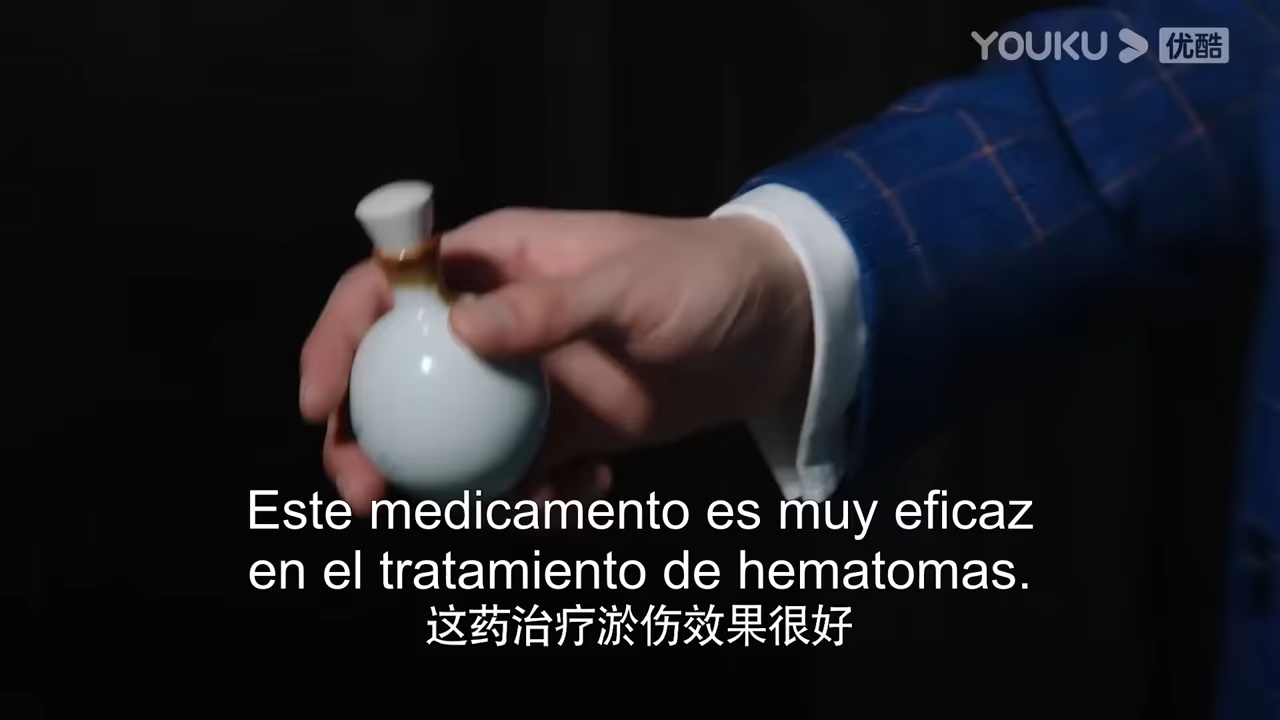 YOUKU 优酷
Este medicamento es muy eficaz
en el tratamiento de hematomas.
这药治疗淤伤效果很好